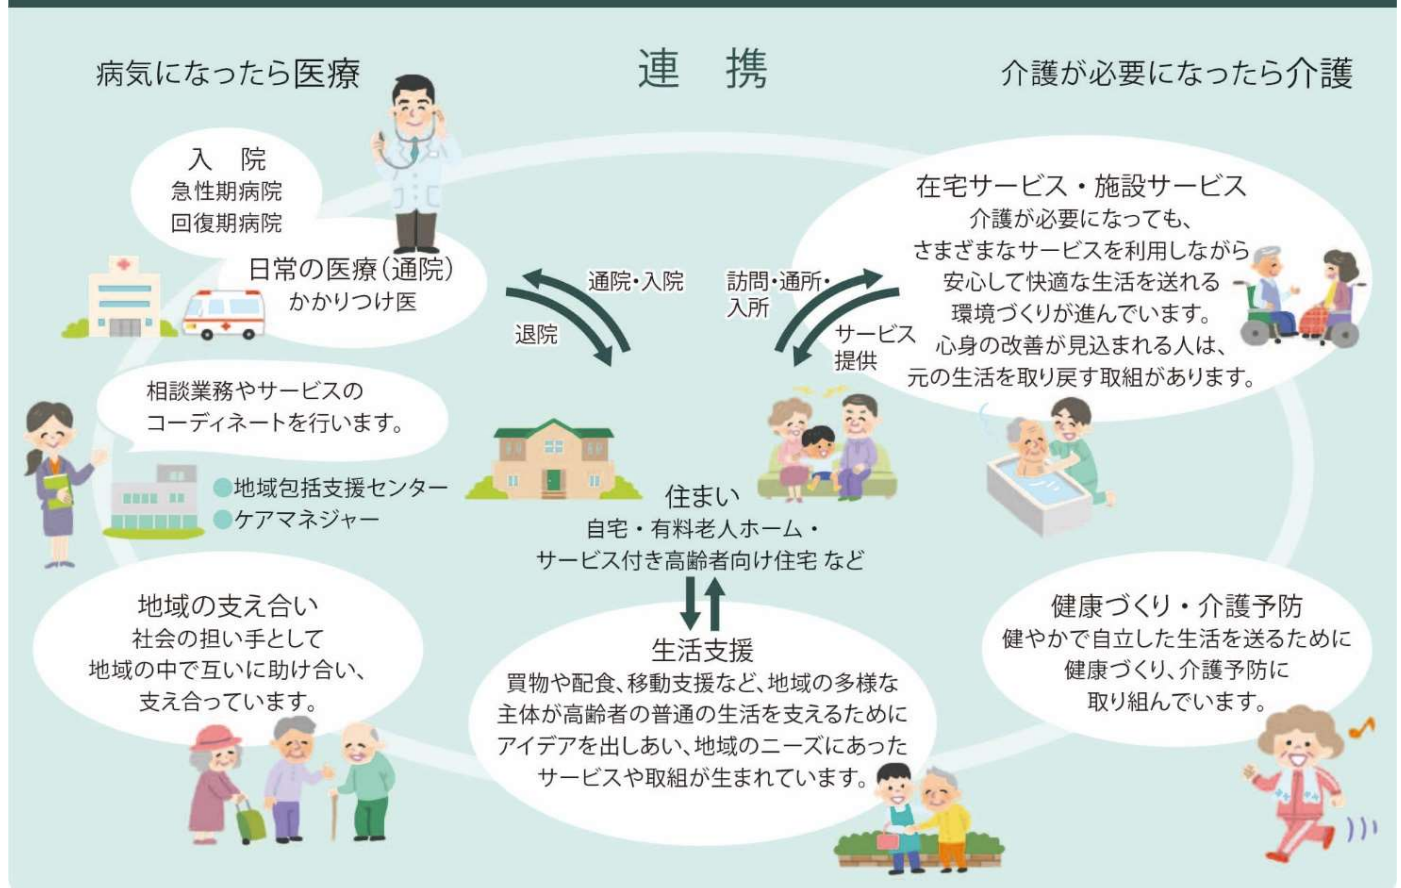 病気になったら医療
連 携
介護が必要になったら介護
入 院
急性期病院
回復期病院
日常の医療(通院)
かかりつけ医
通院・入院
退院
訪問・通所・
入所
サービス
提供
在宅サービス・施設サービス
介護が必要になっても、
さまざまなサービスを利用しながら
安心して快適な生活を送れる
環境づくりが進んでいます。
心身の改善が見込まれる人は、
元の生活を取り戻す取組があります。
相談業務やサービスの
コーディネートを行います。
●地域包括支援センター
●ケアマネジャー
住まい
自宅・有料老人ホーム・
サービス付き高齢者向け住宅 など
地域の支え合い
社会の担い手として
地域の中で互いに助け合い、
支え合っています。
生活支援
買物や配食、移動支援など、地域の多様な
主体が高齢者の普通の生活を支えるために
アイデアを出しあい、地域のニーズにあった
サービスや取組が生まれています。
健康づくり・介護予防
健やかで自立した生活を送るために
健康づくり、介護予防に
取り組んでいます。